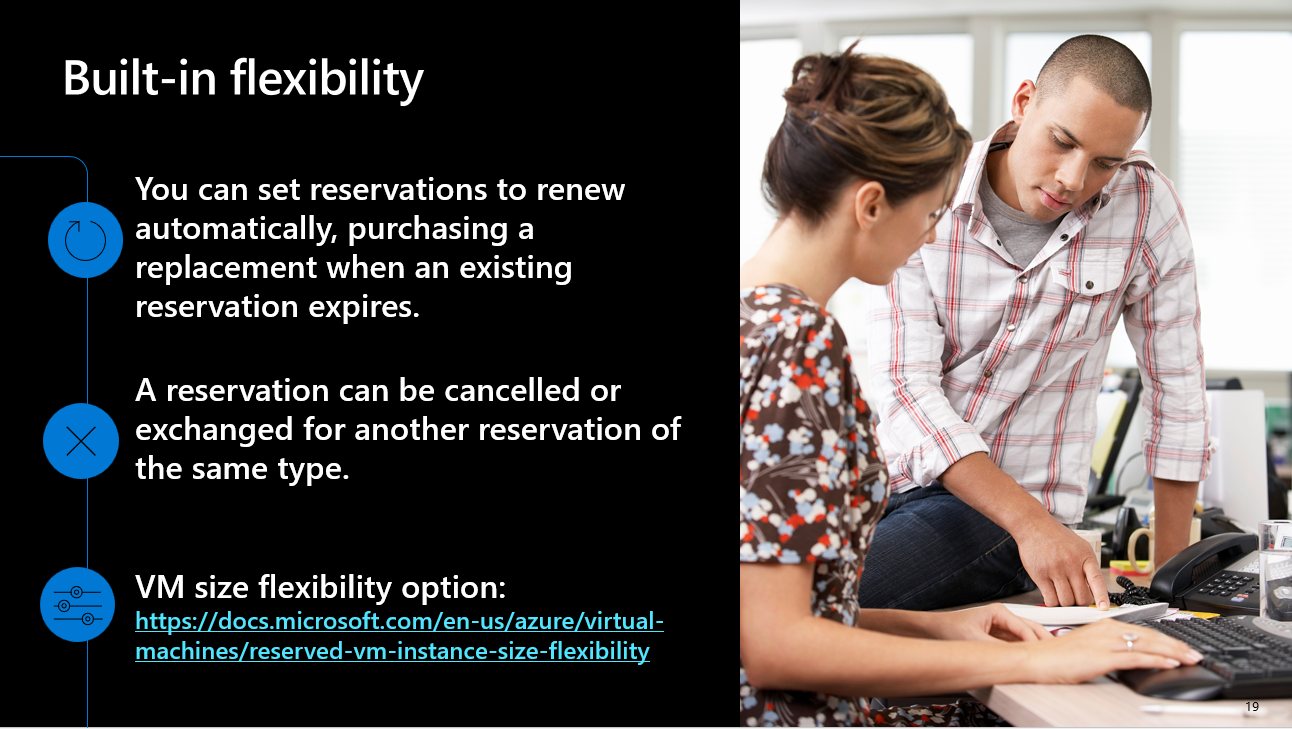 Built-in flexibility
You can set reservations to renew
automatically, purchasing a
replacement when an existing
reservation expires.
A reservation can be cancelled or
exchanged for another reservation of
the same type.
VM size flexibility option:
https://docs.microsoft.com/en-us/azure/virtual-
machines/reserved-vm-instance-size-flexibility
19